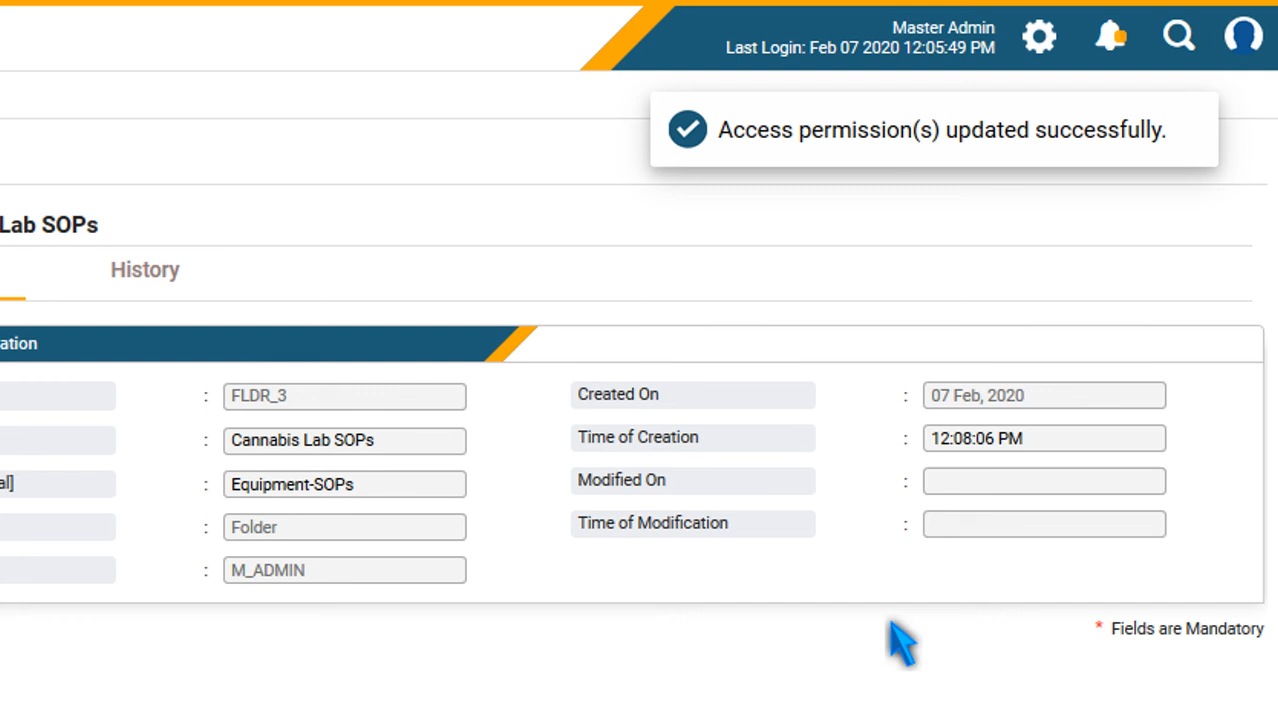 Master Admin
Last Login: Feb 07 2020 12:05:49 PM
Access permission(s) updated successfully.
Lab SOPs
History
ation
: FLDR_3
Created On : 07 Feb, 2020
: Cannabis Lab SOPs
Time of Creation : 12:08:06 PM
al] : Equipment-SOPs
Modified On :
: Folder
Time of Modification :
: M_ADMIN
* Fields are Mandatory